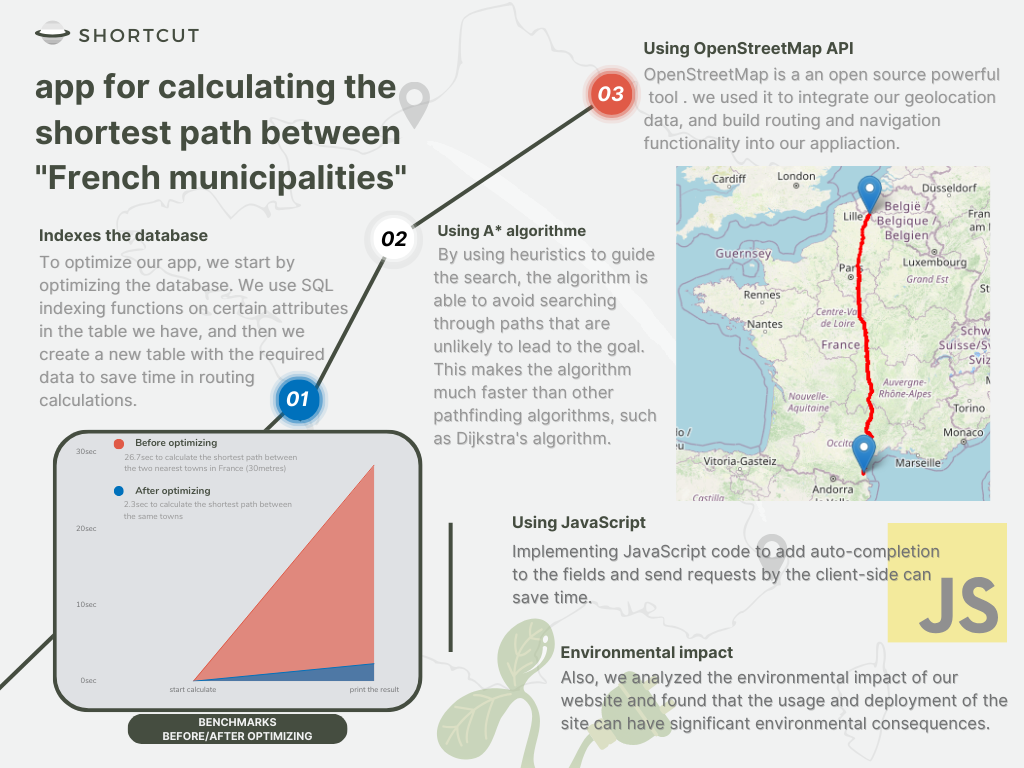 SHORTCUT
app for calculating the
shortest path between
"French municipalities"
Indexes the database
To optimize our app, we start by
optimizing the database. We use SQL
indexing functions on certain attributes
in the table we have, and then we
create a new table with the required
data to save time in routing
calculations.
01
02
Using A* algorithme
By using heuristics to guide
the search, the algorithm is
able to avoid searching
through paths that are
unlikely to lead to the goal.
This makes the algorithm
much faster than other
pathfinding algorithms, such
as Dijkstra's algorithm.
03
Using OpenStreetMap API
OpenStreetMap is a an open source powerful
tool . we used it to integrate our geolocation
data, and build routing and navigation
functionality into our appliaction.
Cardiff
London
Düsseldorf
Lille
België
Belgique
Belgien
Fran
am M
Guernsey
Luxembourg
Paris
Grand Est
Rennes
Nantes
Centre-Va
de Loire
France
Schw
Suisse/Sv
Sviz
Auvergne-
Rhône-Alpes
Nouvelle-
Aquitaine
Torino
Monaco
o /
Occita
Vitoria-Gasteiz
Marseille
Andorra
la Vella
Castilla
30sec
Before optimizing
26.7sec to calculate the shortest path between
the two nearest towns in France (30metres)
After optimizing
2.3sec to calculate the shortest path between
the same towns
20sec
10sec
0sec
start calculate
print the result
BENCHMARKS
BEFORE/AFTER OPTIMIZING
Using JavaScript
Implementing JavaScript code to add auto-completion
to the fields and send requests by the client-side can
save time.
JS
Environmental impact
Also, we analyzed the environmental impact of our
website and found that the usage and deployment of the
site can have significant environmental consequences.